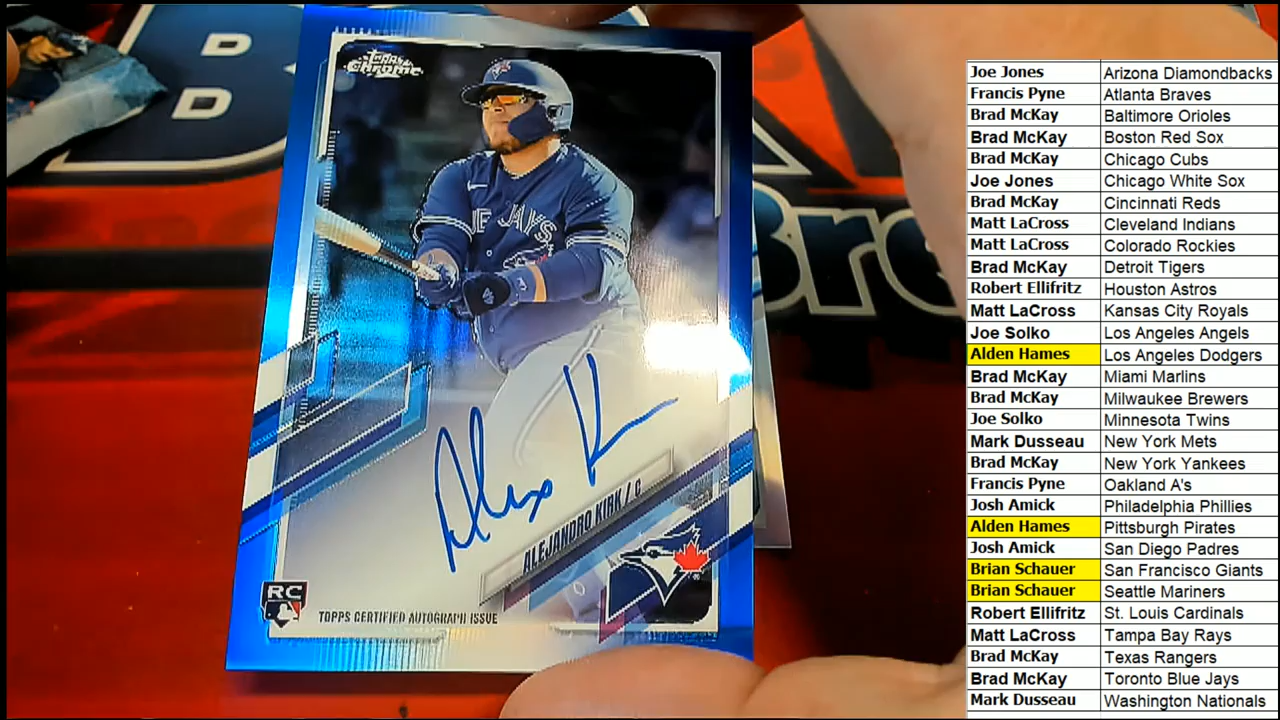 D
D
Bre
Topps
Chrome
UE JAYS
Alex K
ALEJANDRO KIRK / C
RC
TOPPS CERTIFIED AUTOGRAPH ISSUE
Joe Jones Arizona Diamondbacks
Francis Pyne Atlanta Braves
Brad McKay Baltimore Orioles
Brad McKay Boston Red Sox
Brad McKay Chicago Cubs
Joe Jones Chicago White Sox
Brad McKay Cincinnati Reds
Matt LaCross Cleveland Indians
Matt LaCross Colorado Rockies
Brad McKay Detroit Tigers
Robert Ellifritz Houston Astros
Matt LaCross Kansas City Royals
Joe Solko Los Angeles Angels
Alden Hames Los Angeles Dodgers
Brad McKay Miami Marlins
Brad McKay Milwaukee Brewers
Joe Solko Minnesota Twins
Mark Dusseau New York Mets
Brad McKay New York Yankees
Francis Pyne Oakland A's
Josh Amick Philadelphia Phillies
Alden Hames Pittsburgh Pirates
Josh Amick San Diego Padres
Brian Schauer San Francisco Giants
Brian Schauer Seattle Mariners
Robert Ellifritz St. Louis Cardinals
Matt LaCross Tampa Bay Rays
Brad McKay Texas Rangers
Brad McKay Toronto Blue Jays
Mark Dusseau Washington Nationals